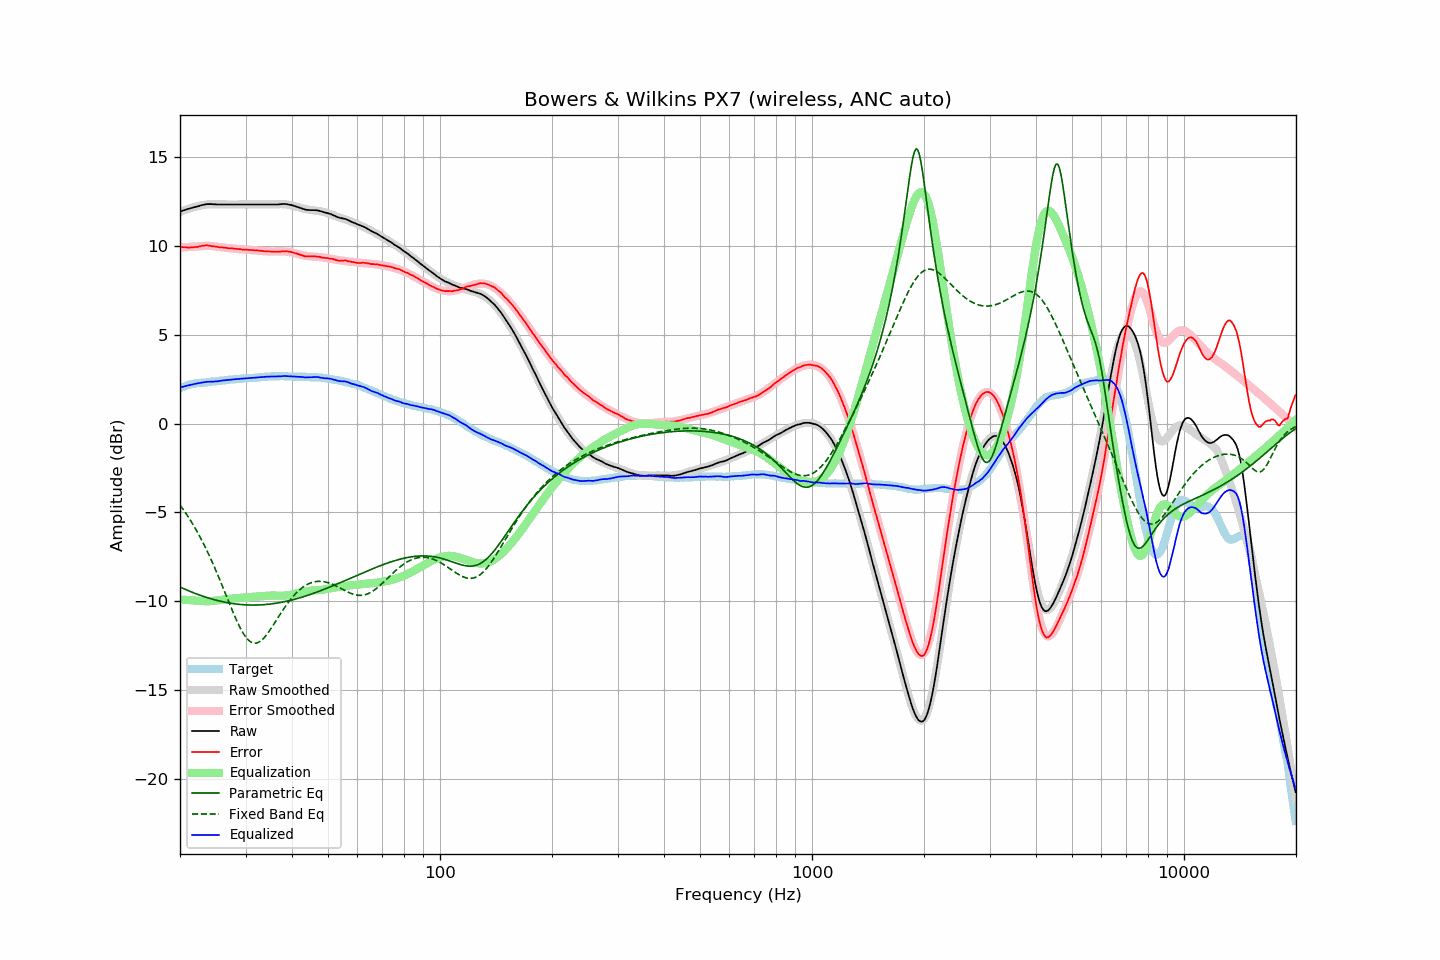 Bowers & Wilkins PX7 (wireless, ANC auto)
15
10
5
0
−5
−10
−15
−20
Amplitude (dBr)
Target
Raw Smoothed
Error Smoothed
Raw
Error
Equalization
Parametric Eq
Fixed Band Eq
Equalized
100
1000
10000
Frequency (Hz)